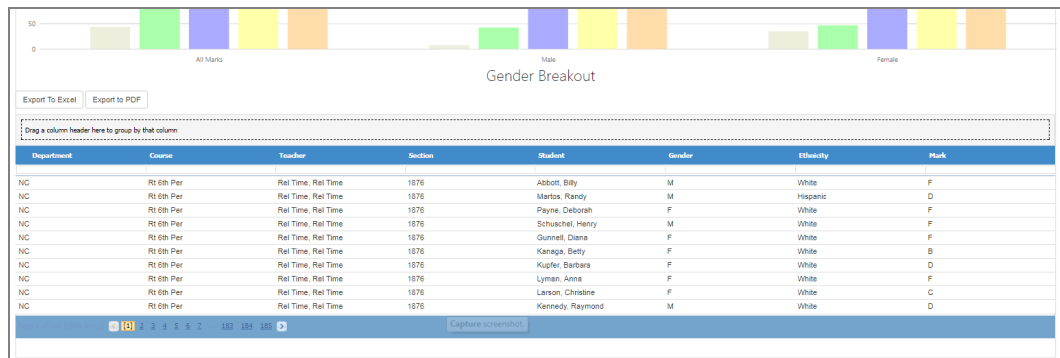 50
0
All Marks Male Female
Gender Breakout
Export To Excel Export to PDF
Drag a column header here to group by that column
Department Course Teacher Section Student Gender Ethnicity Mark
NC Rt 6th Per Rel Time, Rel Time 1876 Abbott, Billy M White F
NC Rt 6th Per Rel Time, Rel Time 1876 Martos, Randy M Hispanic D
NC Rt 6th Per Rel Time, Rel Time 1876 Payne, Deborah F White F
NC Rt 6th Per Rel Time, Rel Time 1876 Schuschel, Henry M White F
NC Rt 6th Per Rel Time, Rel Time 1876 Gunnell, Diana F White F
NC Rt 6th Per Rel Time, Rel Time 1876 Kanaga, Betty F White B
NC Rt 6th Per Rel Time, Rel Time 1876 Kupfer, Barbara F White D
NC Rt 6th Per Rel Time, Rel Time 1876 Lyman, Anna F White F
NC Rt 6th Per Rel Time, Rel Time 1876 Larson, Christine F White C
NC Rt 6th Per Rel Time, Rel Time 1876 Kennedy, Raymond M White D
[1] 2 3 4 5 6 7 183 184 185 Capture screenshot.